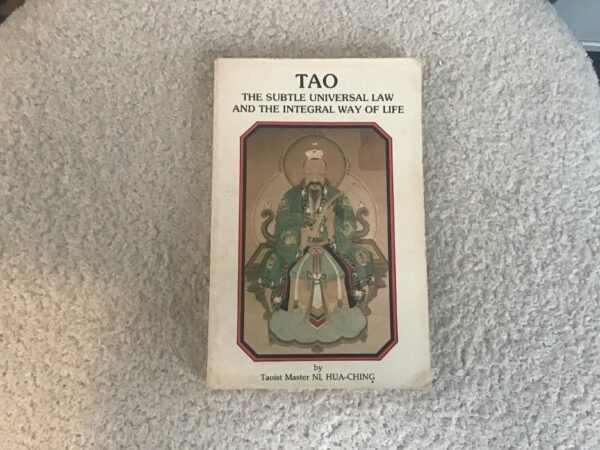 TAO
THE SUBTLE UNIVERSAL LAW
AND THE INTEGRAL WAY OF LIFE
by
Taoist Master NI, HUA-CHING